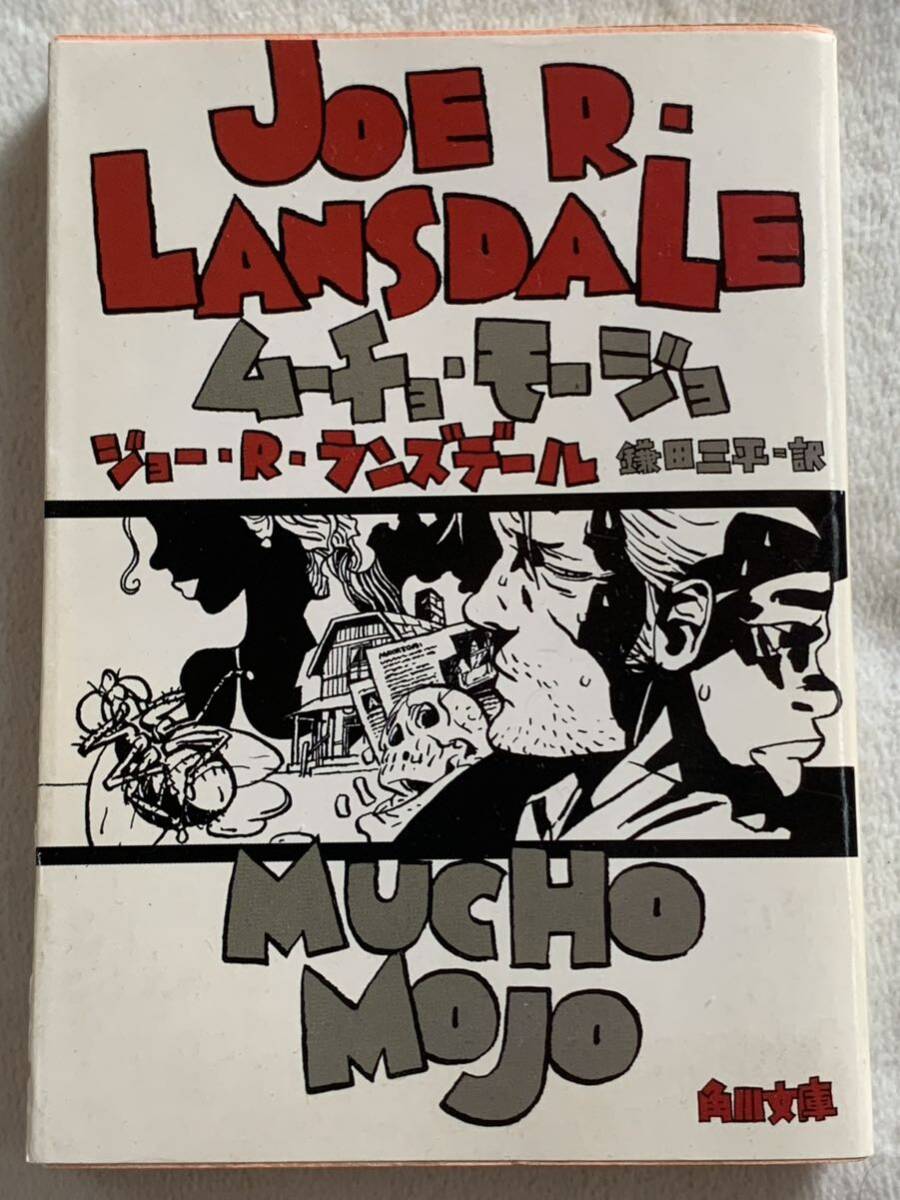 JOE R.
LANSDALE
ムーチョ・モージョ
ジョー・R・ランズデール 鎌田三平=訳
MUCHO
MOJO
角川文庫